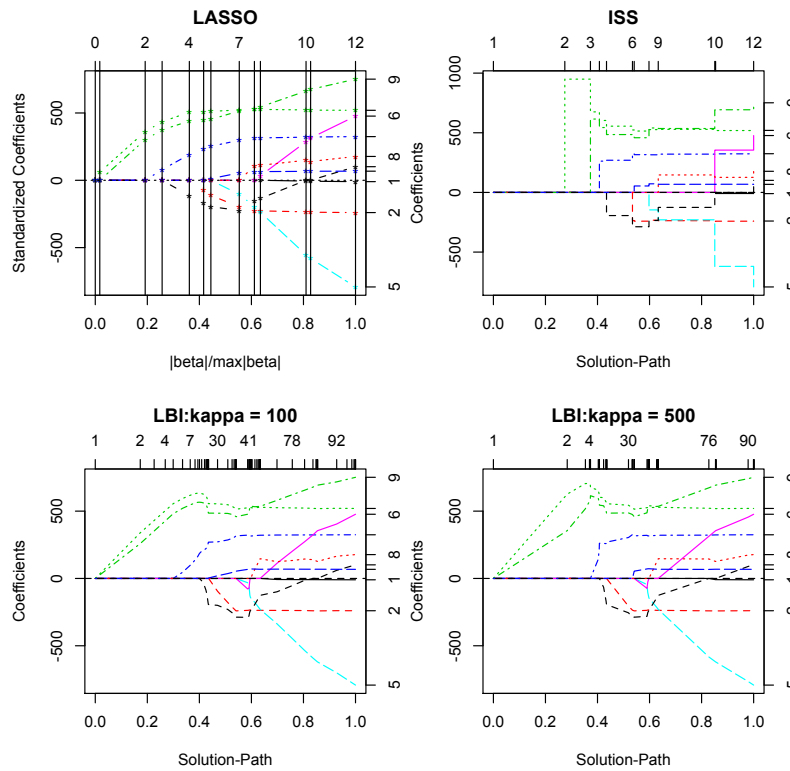 LASSO
0 2 4 7 10 12
Standardized Coefficients
500
0
-500
9
6
8
1
2
5
0.0 0.2 0.4 0.6 0.8 1.0
|beta|/max|beta|
ISS
1 2 3 6 9 10 12
Coefficients
1000
500
0
-500
5
0.0 0.2 0.4 0.6 0.8 1.0
Solution-Path
LBI:kappa = 100
1 2 4 7 30 41 78 92
Coefficients
500
0
-500
9
6
8
1
2
5
0.0 0.2 0.4 0.6 0.8 1.0
Solution-Path
LBI:kappa = 500
1 2 4 30 76 90
Coefficients
500
0
-500
5
0.0 0.2 0.4 0.6 0.8 1.0
Solution-Path